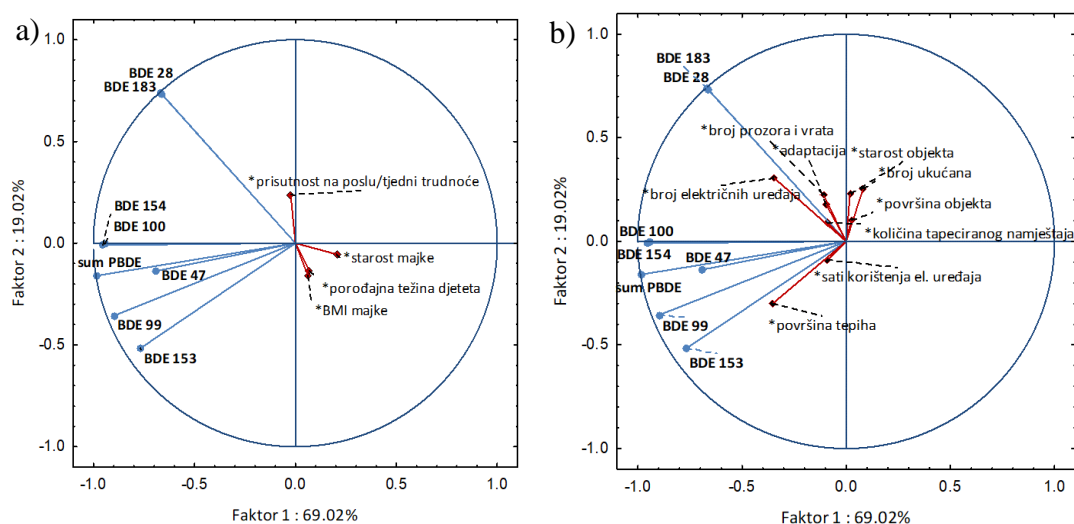 a)
1.0
0.5
0.0
-0.5
-1.0
Faktor 2 : 19.02%
BDE 28
BDE 183
*prisutnost na poslu/tjedni trudnoće
BDE 154
BDE 100
sum PBDE
BDE 47
*starost majke
*porođajna težina djeteta
*BMI majke
BDE 99
BDE 153
-1.0 -0.5 0.0 0.5 1.0
Faktor 1 : 69.02%
b)
1.0
0.5
0.0
-0.5
-1.0
Faktor 2 : 19.02%
BDE 183
BDE 28
*broj prozora i vrata
*adaptacija
*starost objekta
*broj ukućana
*broj električnih uređaja
*površina objekta
*količina tapeciranog namještaja
BDE 100
BDE 154
BDE 47
sum PBDE
*sati korištenja el. uređaja
BDE 99
*površina tepiha
BDE 153
-1.0 -0.5 0.0 0.5 1.0
Faktor 1 : 69.02%